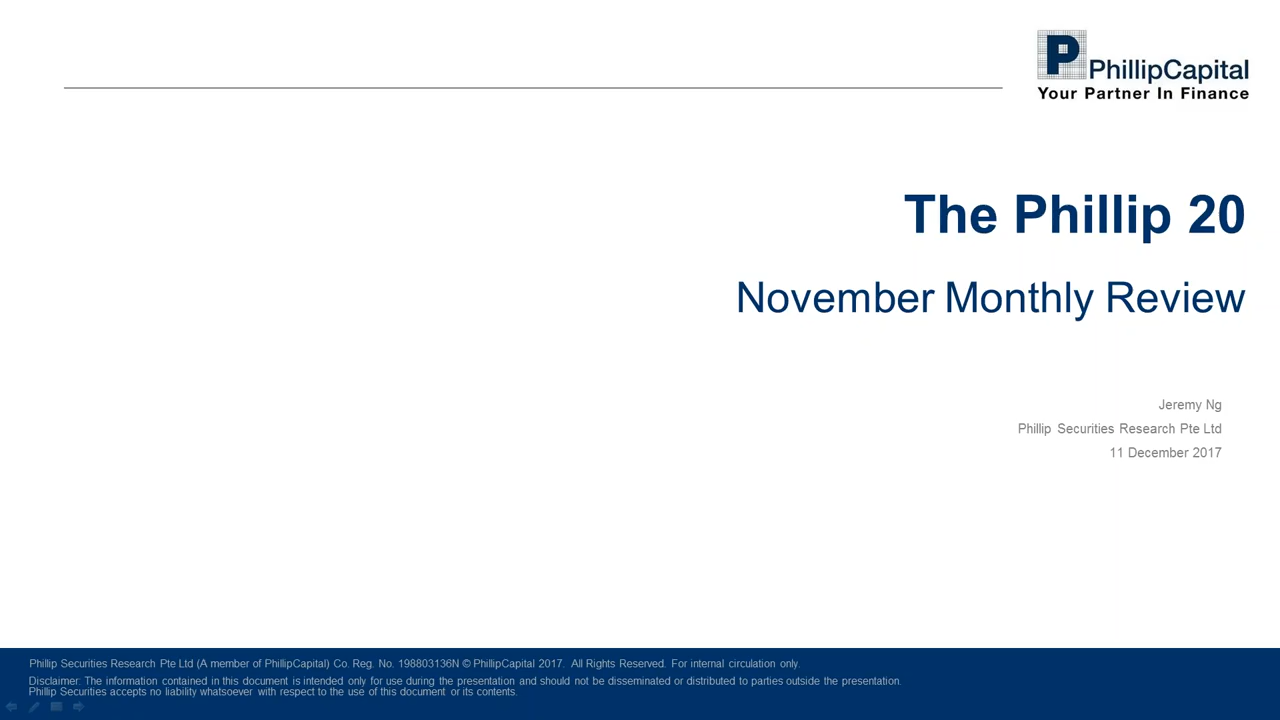 P
PhillipCapital
Your Partner In Finance
The Phillip 20
November Monthly Review
Jeremy Ng
Phillip Securities Research Pte Ltd
11 December 2017
Phillip Securities Research Pte Ltd (A member of PhillipCapital) Co. Reg. No. 198803136N © PhillipCapital 2017. All Rights Reserved. For internal circulation only.
Disclaimer: The information contained in this document is intended only for use during the presentation and should not be disseminated or distributed to parties outside the presentation.
Phillip Securities accepts no liability whatsoever with respect to the use of this document or its contents.